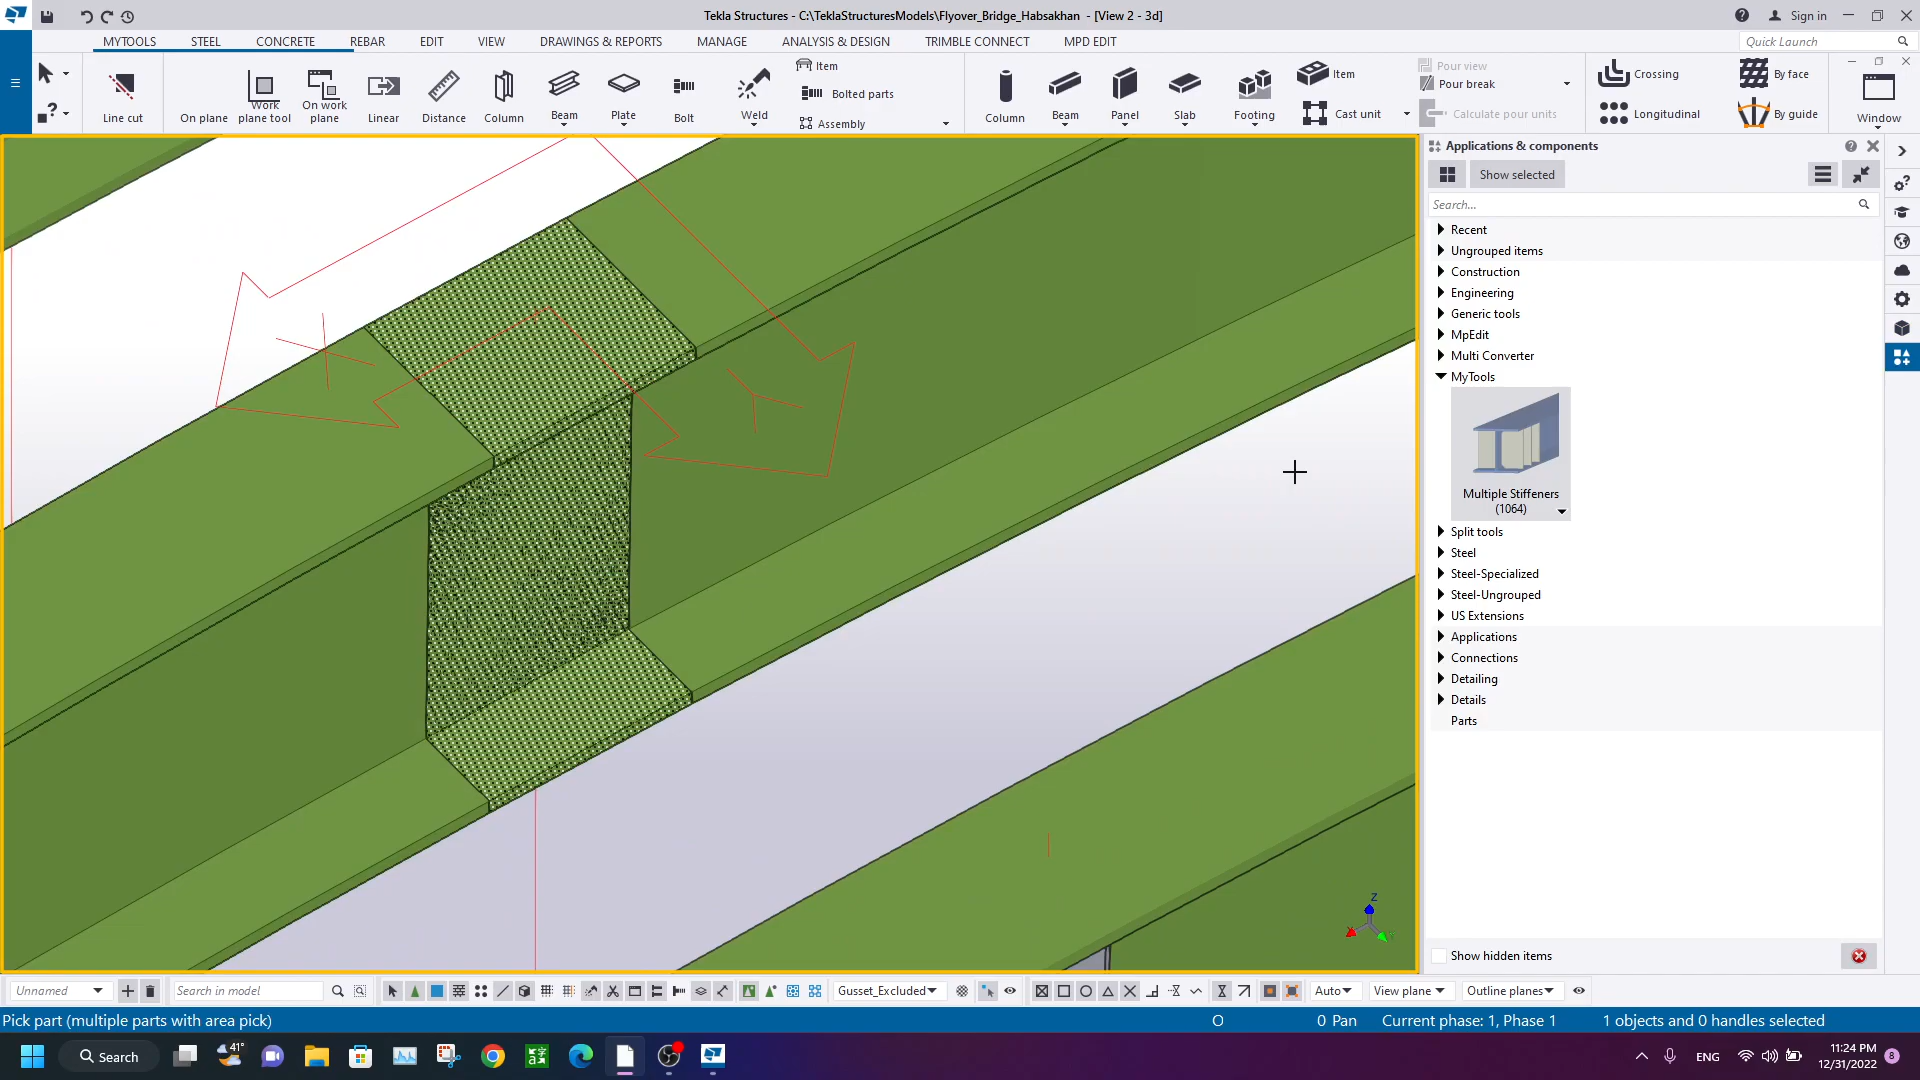 Tekla Structures - C:\TeklaStructuresModels\Flyover_Bridge_Habsakhan - [View 2 - 3d]
Sign in
MYTOOLS STEEL CONCRETE REBAR EDIT VIEW DRAWINGS & REPORTS MANAGE ANALYSIS & DESIGN TRIMBLE CONNECT MPD EDIT
Quick Launch
Line cut
On plane
Work plane tool
On work plane
Linear
Distance
Column
Beam
Plate
Bolt
Weld
Item
Bolted parts
Assembly
Column
Beam
Panel
Slab
Footing
Item
Cast unit
Pour view
Pour break
Calculate pour units
Crossing
Longitudinal
By face
By guide
Window
Applications & components
Show selected
Search...
Recent
Ungrouped items
Construction
Engineering
Generic tools
MpEdit
Multi Converter
MyTools
Multiple Stiffeners
(1064)
Split tools
Steel
Steel-Specialized
Steel-Ungrouped
US Extensions
Applications
Connections
Detailing
Details
Parts
Z
X
Show hidden items
Unnamed
Search in model
Gusset_Excluded
Auto
View plane
Outline planes
Pick part (multiple parts with area pick)
O
0 Pan
Current phase: 1, Phase 1
1 objects and 0 handles selected
Search
41°
ENG
11:24 PM
12/31/2022
8